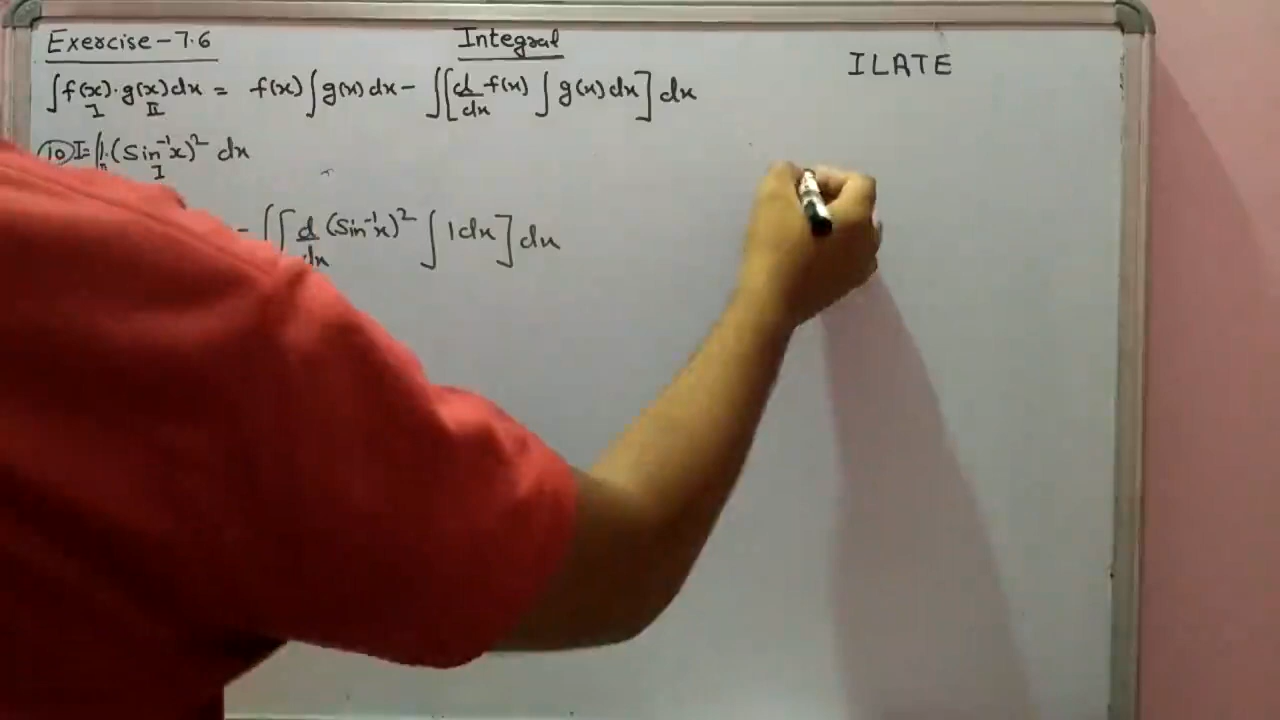 Exercise-7.6 Integral
ILATE
∫f(x)·g(x)dx = f(x)∫g(x)dx - ∫[d/dx f(x) ∫g(x)dx] dx
I II
10 I=∫1.(Sin⁻¹x)² dx
II I
- ∫[d/dx (Sin⁻¹x)² ∫1dx] dx